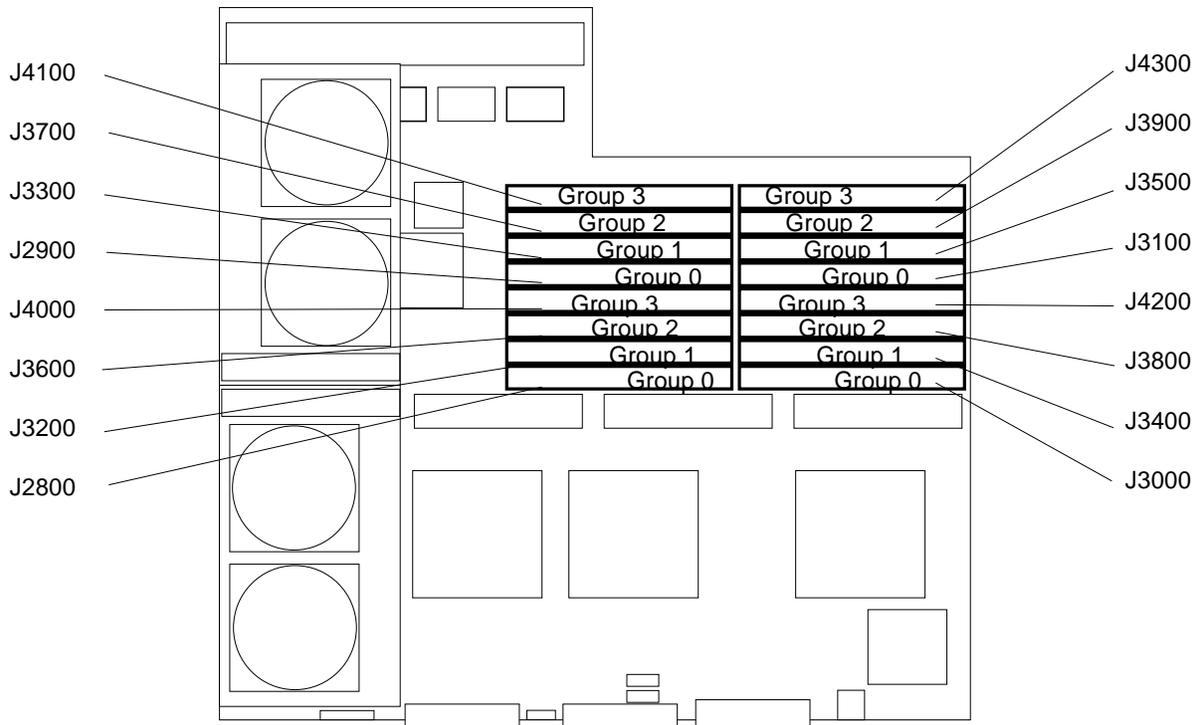 J4100
J3700
J3300
J2900
J4000
J3600
J3200
J2800
Group 3 Group 3
Group 2 Group 2
Group 1 Group 1
Group 0 Group 0
Group 3 Group 3
Group 2 Group 2
Group 1 Group 1
Group 0 Group 0
J4300
J3900
J3500
J3100
J4200
J3800
J3400
J3000